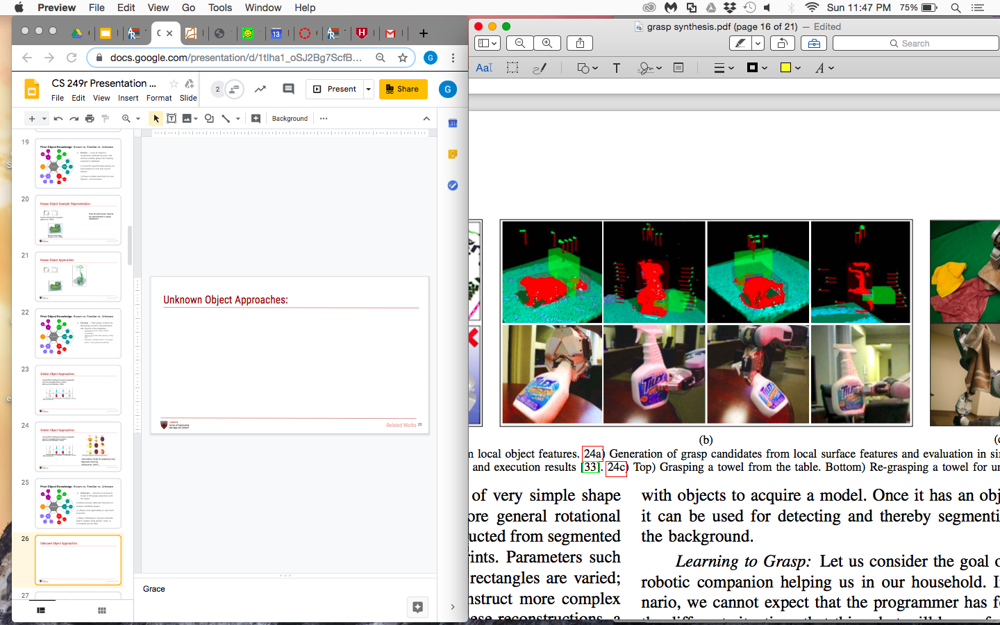 Preview File Edit View Go Tools Window Help
Sun 11:47 PM 75%
docs.google.com/presentation/d/1tlha1_oSJ2Bg7ScfB...
G
CS 249r Presentation ...
File Edit View Insert Format Slide
2
Present
Share
G
Background
19
Prior Object Knowledge: Known vs. Familiar vs. Unknown
20
Known Object Example: Representation
21
Known Object Approaches
22
Prior Object Knowledge: Known vs. Familiar vs. Unknown
23
Similar Object Approaches:
24
Similar Object Approaches:
25
Prior Object Knowledge: Known vs. Familiar vs. Unknown
26
Unknown Object Approaches:
27
Unknown Object Approaches:
Related Works 26
Grace
grasp synthesis.pdf (page 16 of 21) — Edited
Search
TILEX
TILEX
TILEX
TILEX
(b)
n local object features. 24a) Generation of grasp candidates from local surface features and evaluation in si
and execution results [33]. 24c) Top) Grasping a towel from the table. Bottom) Re-grasping a towel for u
of very simple shape
ore general rotational
ucted from segmented
ints. Parameters such
rectangles are varied;
nstruct more complex
ese reconstructions, a
with objects to acquire a model. Once it has an obj
it can be used for detecting and thereby segmenti
the background.
Learning to Grasp: Let us consider the goal o
robotic companion helping us in our household. I
nario, we cannot expect that the programmer has f